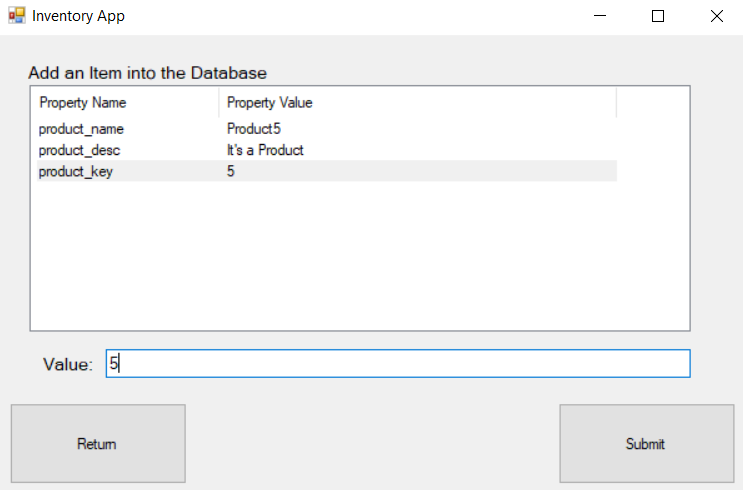 Inventory App
Add an Item into the Database
Property Name Property Value
product_name Product5
product_desc It's a Product
product_key 5
Value: 5
Return Submit